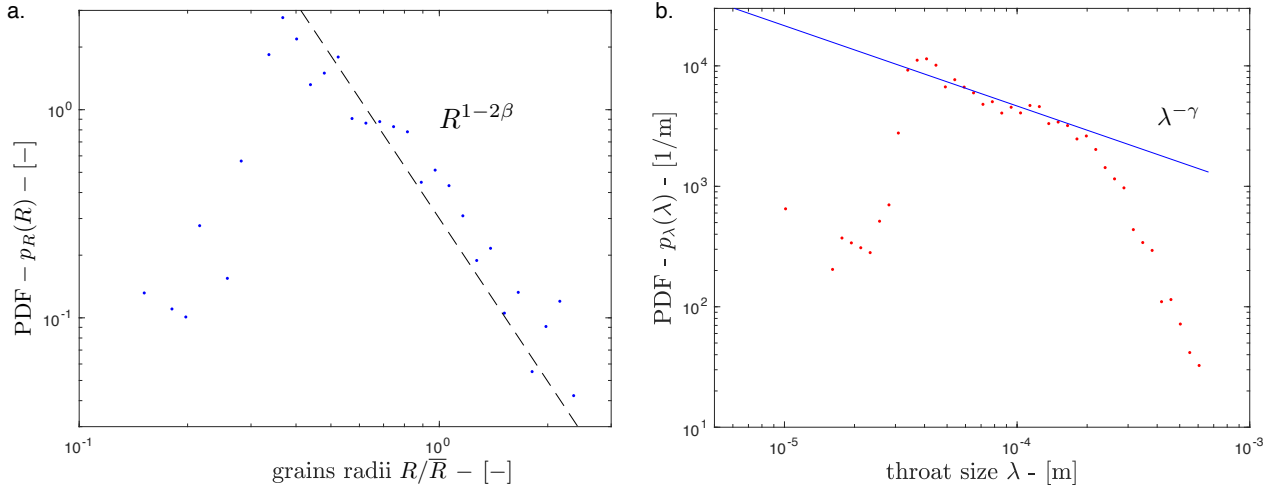 a.
PDF – p_R(R) – [–]
10^0
10^-1
R^{1−2β}
10^-1
10^0
grains radii R/R̅ – [–]
b.
PDF - p_λ(λ) - [1/m]
10^4
10^3
10^2
10^1
λ^{−γ}
10^-5
10^-4
10^-3
throat size λ - [m]